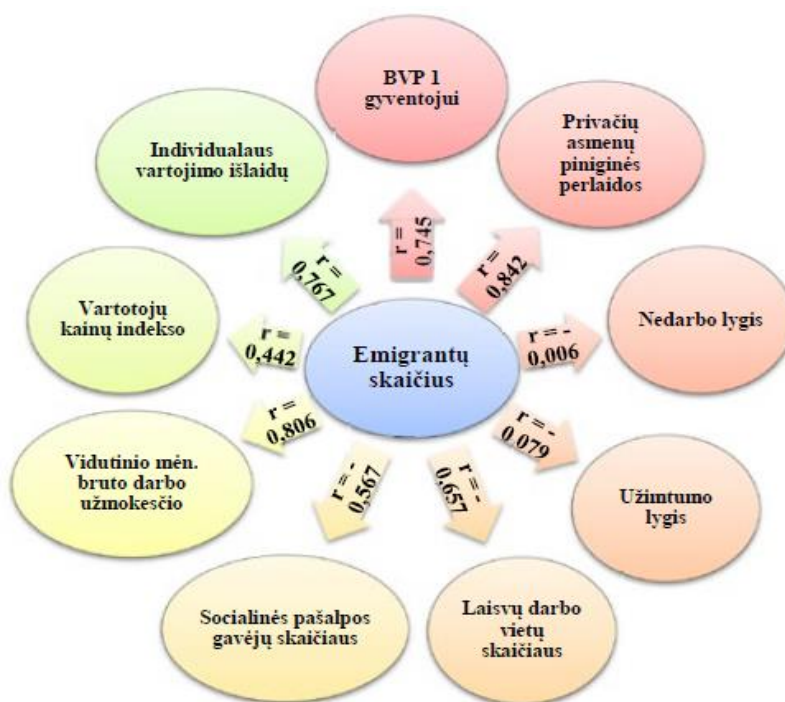 BVP 1
gyventojui
Privačių
asmenų
piniginės
perlaidos
Individualaus
vartojimo išlaidų
r =
0,745
r =
0,842
r =
0,767
Vartotojų
kainų indekso
r =
0,442
Emigrantų
skaičius
r = -
0,006
Nedarbo lygis
r =
0,806
r = -
0,079
Vidutinio mėn.
bruto darbo
užmokesčio
r = -
0,567
r = -
0,657
Užimtumo
lygis
Socialinės pašalpos
gavėjų skaičiaus
Laisvų darbo
vietų
skaičiaus